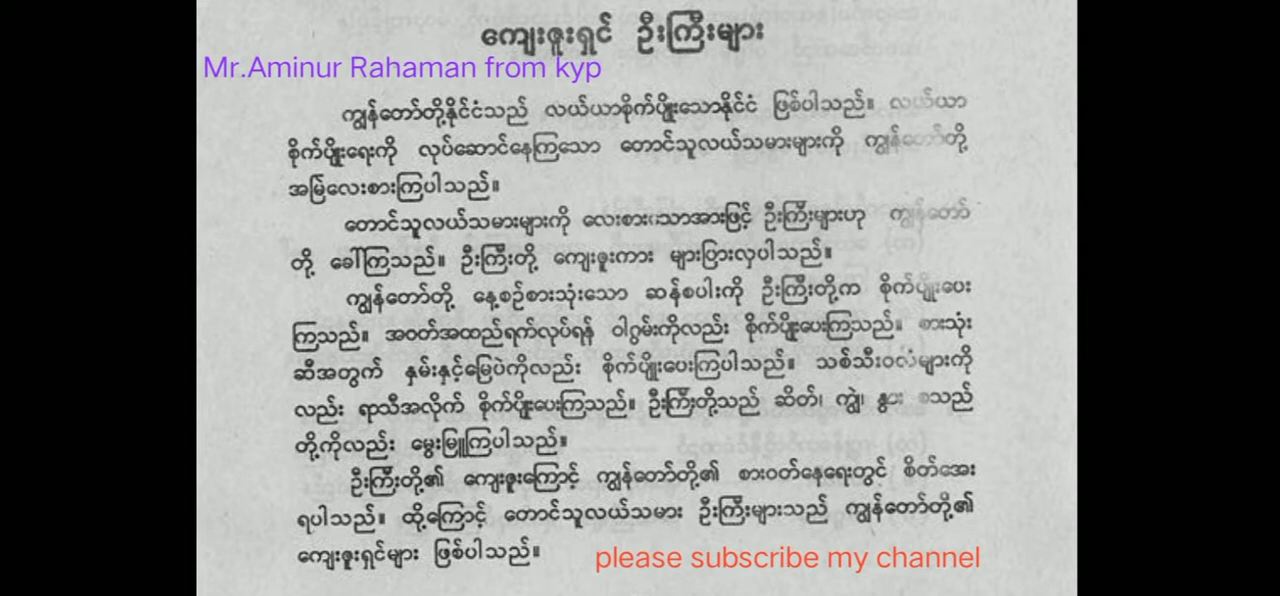 ကျေးဇူးရှင် ဦးကြီးများ
Mr.Aminur Rahaman from kyp
ကျွန်တော်တို့နိုင်ငံသည် လယ်ယာစိုက်ပျိုးသောနိုင်ငံ ဖြစ်ပါသည်။ လယ်ယာ
စိုက်ပျိုးရေးကို လုပ်ဆောင်နေကြသော တောင်သူလယ်သမားများကို ကျွန်တော်တို့
အမြဲလေးစားကြပါသည်။
တောင်သူလယ်သမားများကို လေးစားသောအားဖြင့် ဦးကြီးများဟု ကျွန်တော်
တို့ ခေါ်ကြသည်။ ဦးကြီးတို့ ကျေးဇူးကား များပြားလှပါသည်။
ကျွန်တော်တို့ နေ့စဉ်စားသုံးသော ဆန်စပါးကို ဦးကြီးတို့က စိုက်ပျိုးပေး
ကြသည်။ အဝတ်အထည်ရက်လုပ်ရန် ဝါဂွမ်းကိုလည်း စိုက်ပျိုးပေးကြသည်။ စားသုံး
ဆီအတွက် နှမ်းနှင့်မြေပဲကိုလည်း စိုက်ပျိုးပေးကြပါသည်။ သစ်သီးဝလံများကို
လည်း ရာသီအလိုက် စိုက်ပျိုးပေးကြသည်။ ဦးကြီးတို့သည် ဆိတ်၊ ကျွဲ၊ နွား စသည်
တို့ကိုလည်း မွေးမြူကြပါသည်။
ဦးကြီးတို့၏ ကျေးဇူးကြောင့် ကျွန်တော်တို့၏ စားဝတ်နေရေးတွင် စိတ်အေး
ရပါသည်။ ထို့ကြောင့် တောင်သူလယ်သမား ဦးကြီးများသည် ကျွန်တော်တို့၏
ကျေးဇူးရှင်များ ဖြစ်ပါသည်။
please subscribe my channel